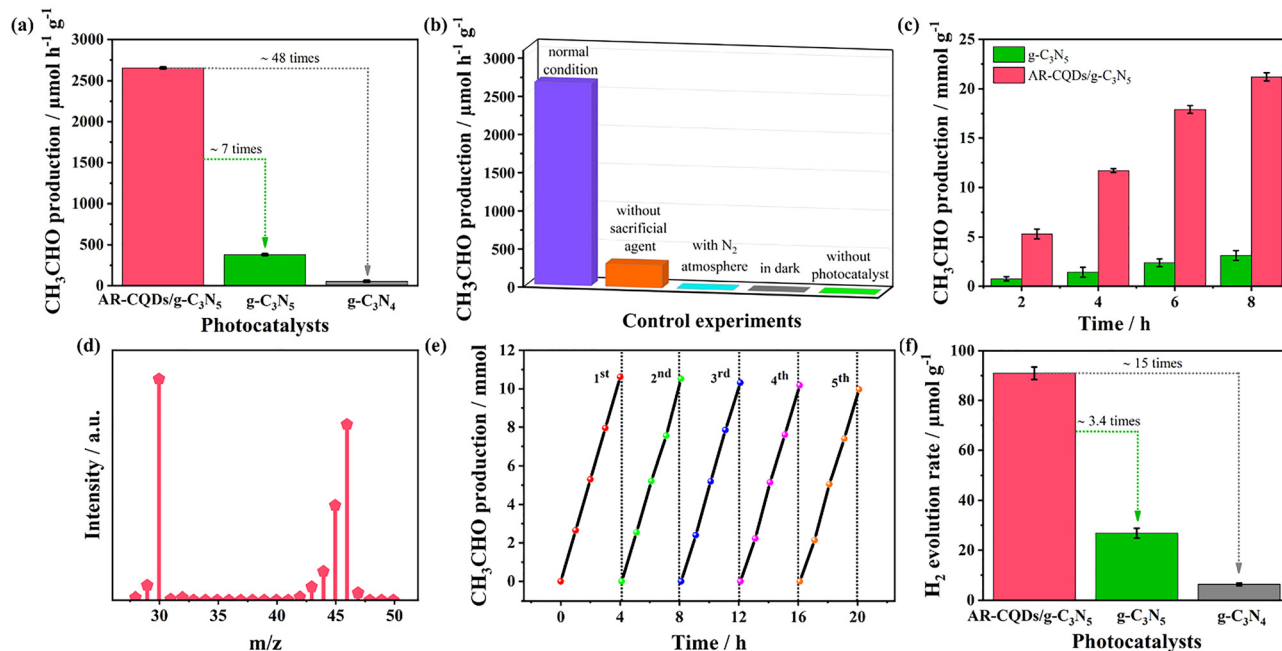 (a)
CH₃CHO production / μmol h⁻¹ g⁻¹
3000
2500
2000
1500
1000
500
0
~ 48 times
~ 7 times
AR-CQDs/g-C₃N₅
g-C₃N₅
g-C₃N₄
Photocatalysts
(b)
CH₃CHO production / μmol h⁻¹ g⁻¹
3000
2500
2000
1500
1000
500
0
normal
condition
without
sacrificial
agent
with N₂
atmosphere
in dark
without
photocatalyst
Control experiments
(c)
CH₃CHO production / mmol g⁻¹
25
20
15
10
5
0
g-C₃N₅
AR-CQDs/g-C₃N₅
2
4
6
8
Time / h
(d)
Intensity / a.u.
30
35
40
45
50
m/z
(e)
CH₃CHO production / mmol
12
10
8
6
4
2
0
1ˢᵗ
2ⁿᵈ
3ʳᵈ
4ᵗʰ
5ᵗʰ
0
4
8
12
16
20
Time / h
(f)
H₂ evolution rate / μmol g⁻¹
100
80
60
40
20
0
~ 15 times
~ 3.4 times
AR-CQDs/g-C₃N₅
g-C₃N₅
g-C₃N₄
Photocatalysts